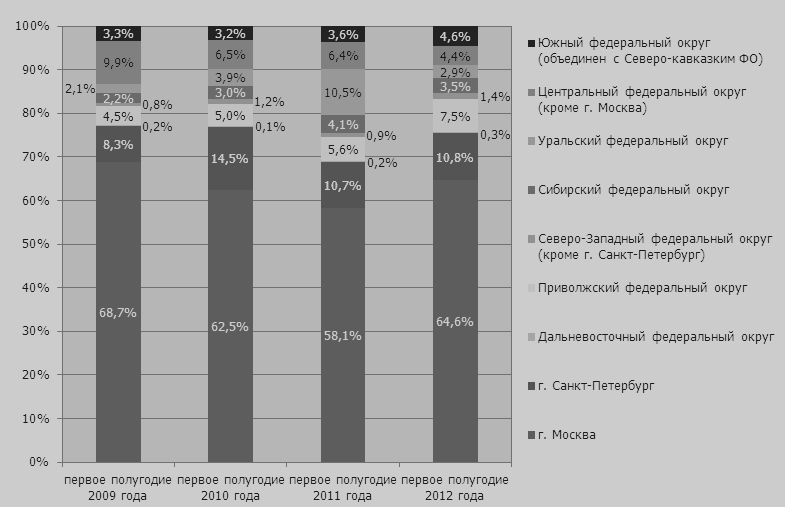 100%
90%
80%
70%
60%
50%
40%
30%
20%
10%
0%
3,3%
9,9%
2,1%
2,2%
0,8%
4,5%
0,2%
8,3%
68,7%
3,2%
6,5%
3,9%
3,0%
1,2%
5,0%
0,1%
14,5%
62,5%
3,6%
6,4%
10,5%
4,1%
0,9%
5,6%
0,2%
10,7%
58,1%
4,6%
4,4%
2,9%
3,5%
1,4%
7,5%
0,3%
10,8%
64,6%
первое полугодие
2009 года
первое полугодие
2010 года
первое полугодие
2011 года
первое полугодие
2012 года
Южный федеральный округ
(объединен с Северо-кавказким ФО)
Центральный федеральный округ
(кроме г. Москва)
Уральский федеральный округ
Сибирский федеральный округ
Северо-Западный федеральный округ
(кроме г. Санкт-Петербург)
Приволжский федеральный округ
Дальневосточный федеральный округ
г. Санкт-Петербург
г. Москва